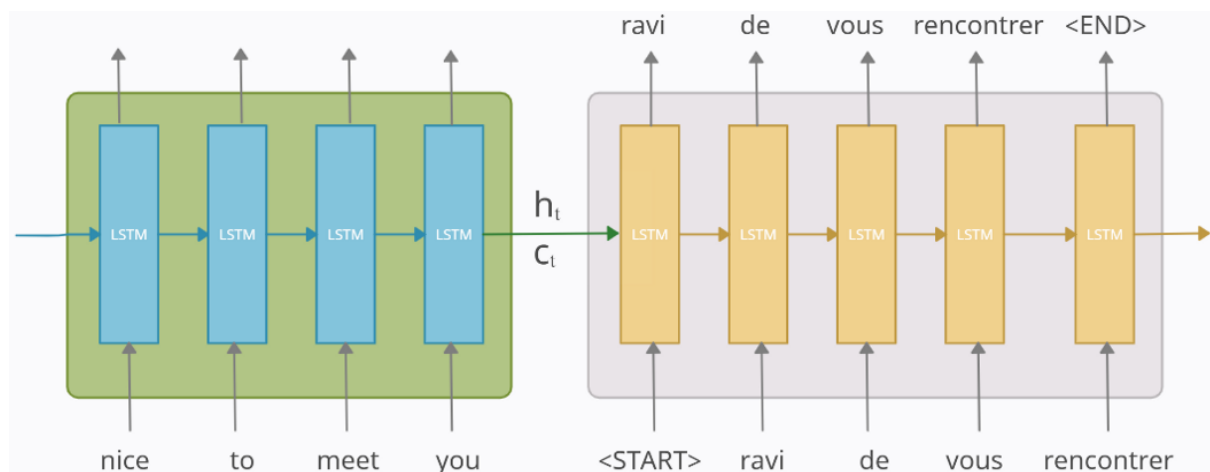 ravi de vous rencontrer <END>
LSTM LSTM LSTM LSTM hₜ LSTM LSTM LSTM LSTM LSTM
cₜ
nice to meet you <START> ravi de vous rencontrer